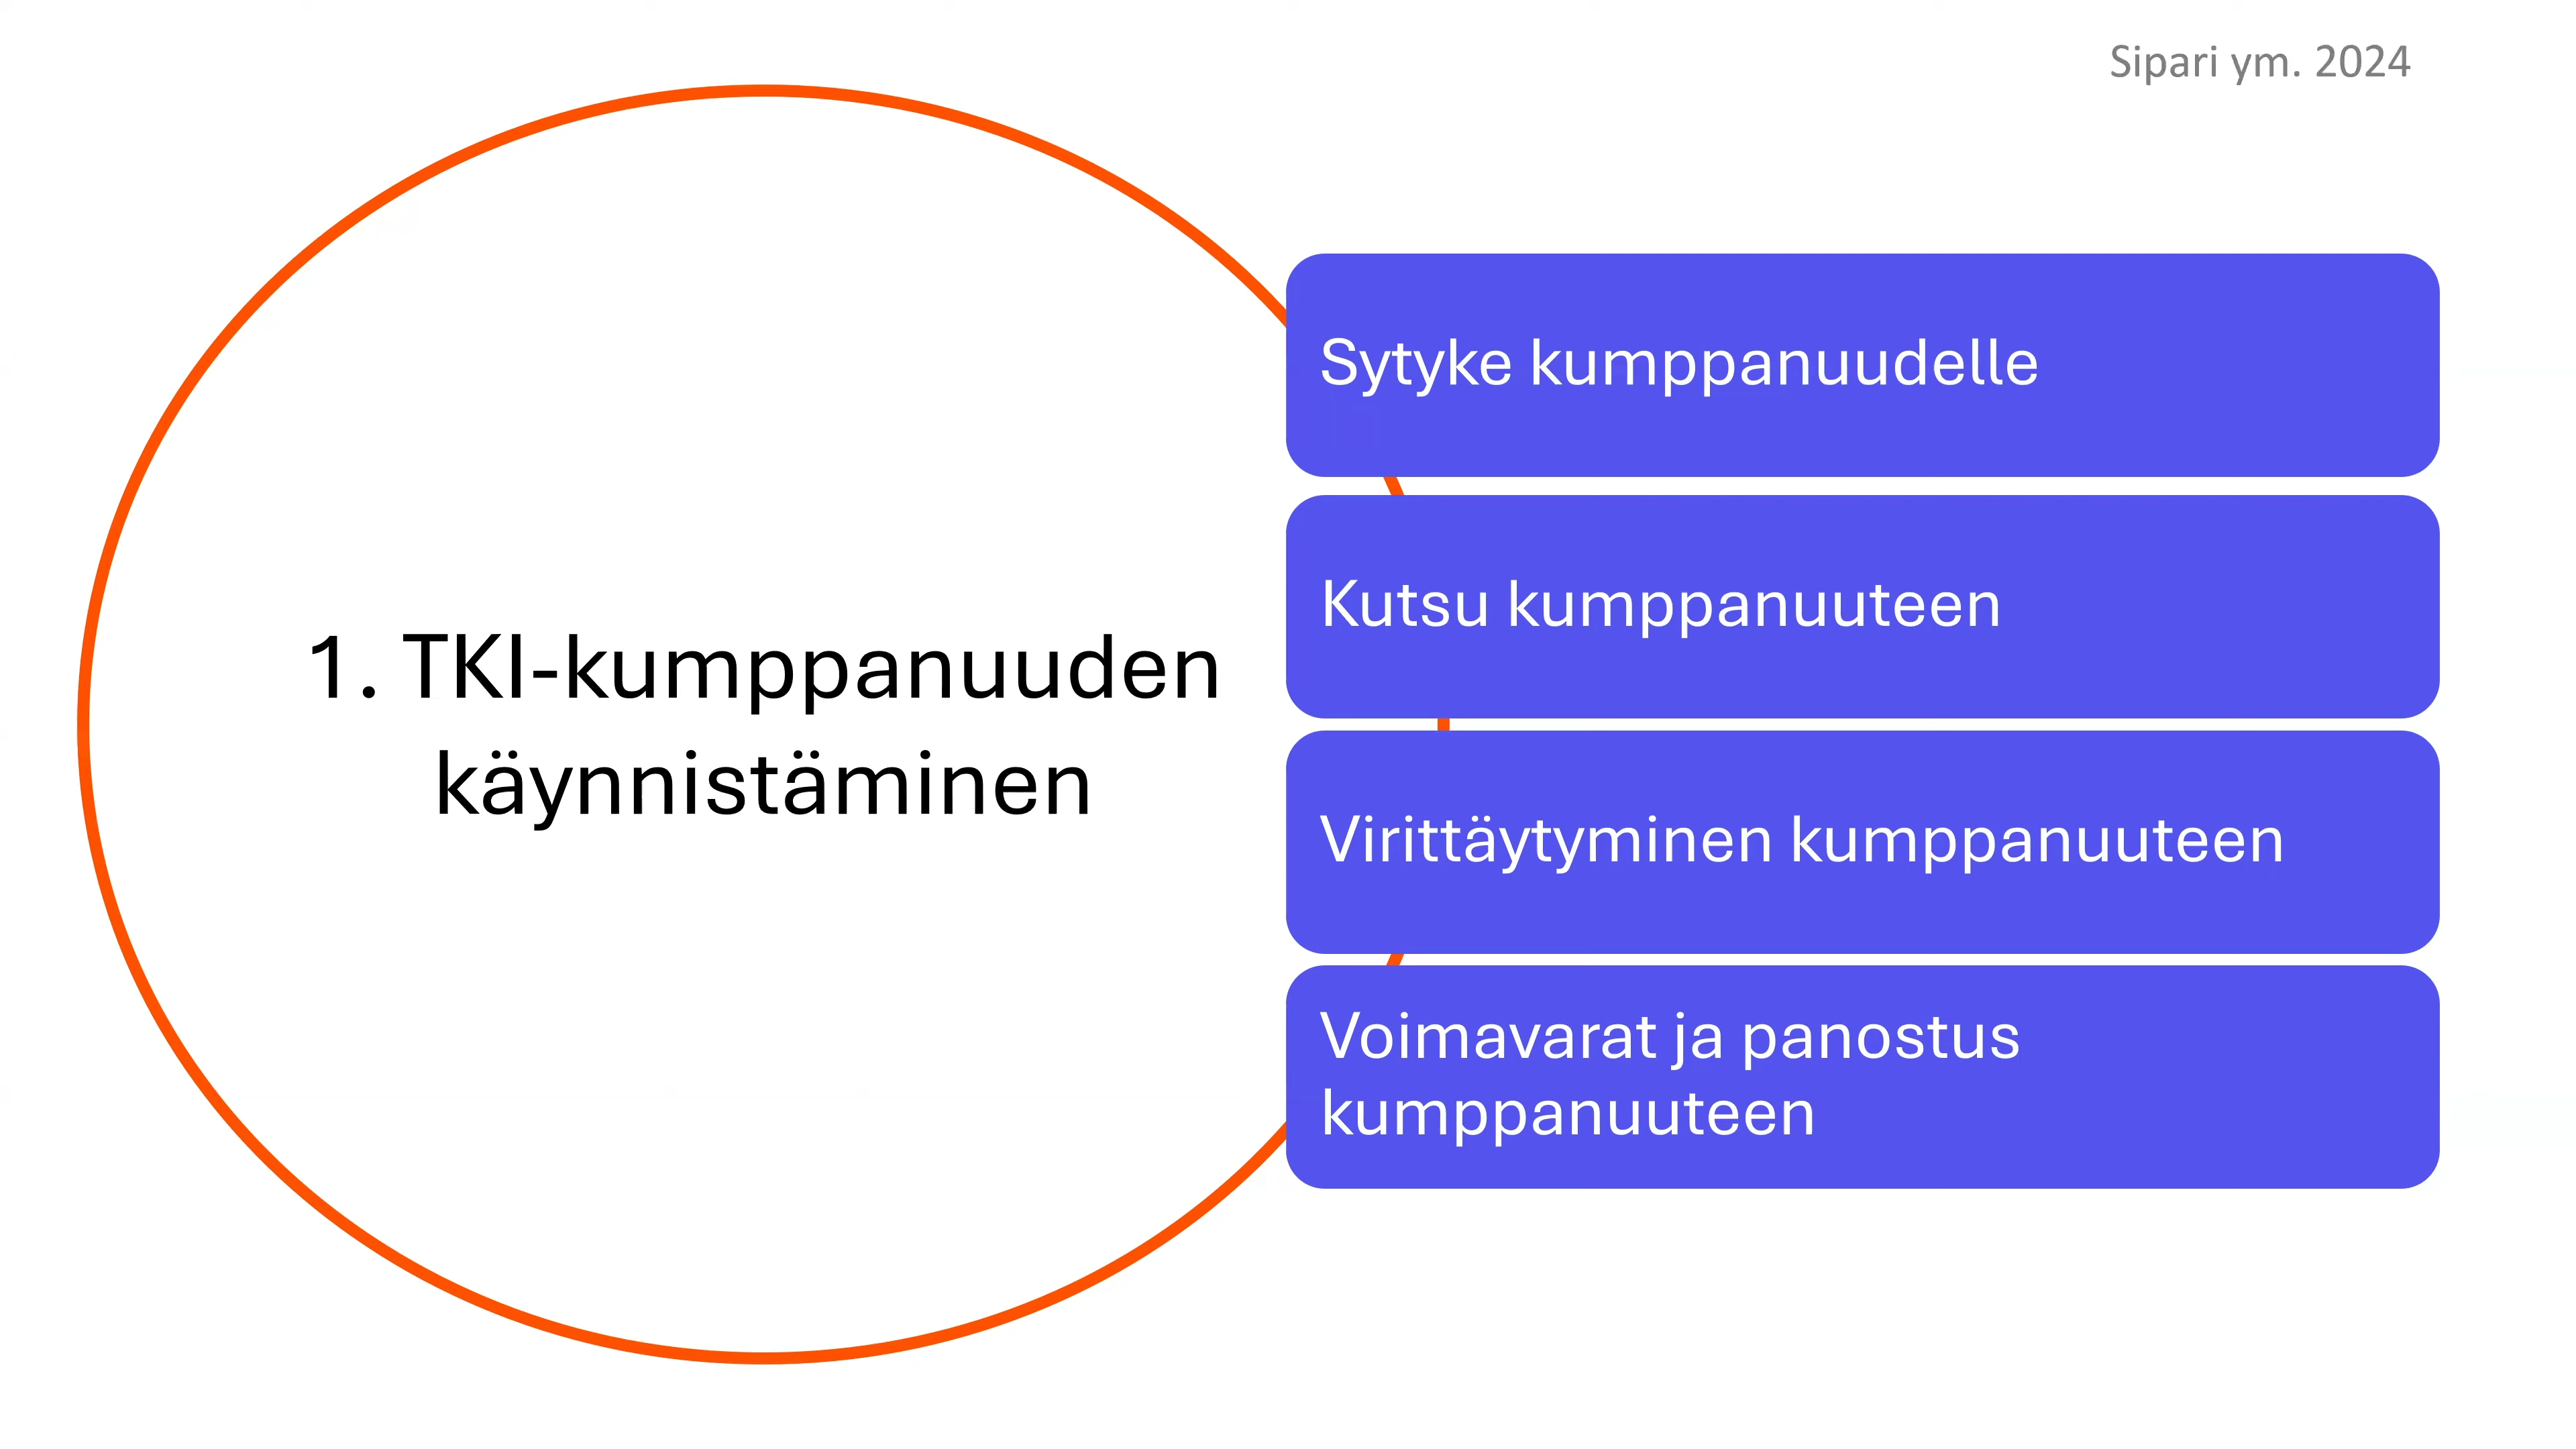 Sipari ym. 2024
1. TKI-kumppanuuden
käynnistäminen
Sytyke kumppanuudelle
Kutsu kumppanuuteen
Virittäytyminen kumppanuuteen
Voimavarat ja panostus
kumppanuuteen